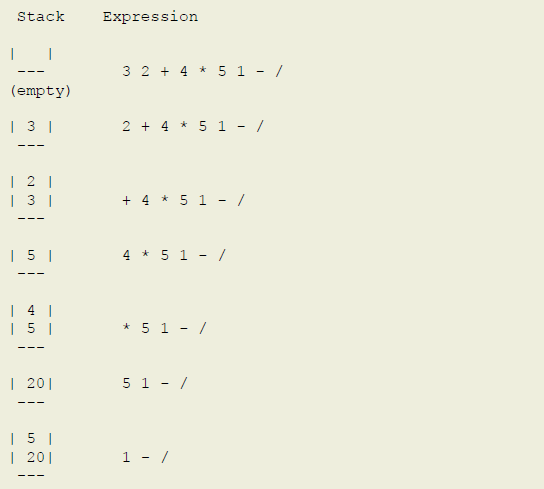 Stack    Expression
|   |
 ---        3 2 + 4 * 5 1 - /
(empty)
| 3 |       2 + 4 * 5 1 - /
 ---
| 2 |
| 3 |       + 4 * 5 1 - /
 ---
| 5 |       4 * 5 1 - /
 ---
| 4 |
| 5 |       * 5 1 - /
 ---
| 20|       5 1 - /
 ---
| 5 |
| 20|       1 - /
 ---